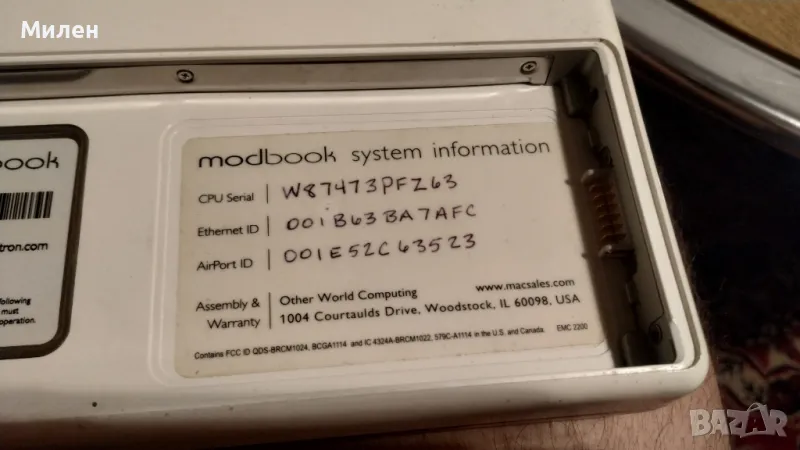 Милен
book
tron.com
following
must
operation.
modbook system information
CPU Serial W87473PFZ63
Ethernet ID 001B63BA7AFC
AirPort ID 001E52C63523
Assembly & Other World Computing www.macsales.com
Warranty 1004 Courtaulds Drive, Woodstock, IL 60098, USA
Contains FCC ID QDS-BRCM1024, BCGA1114 and IC 4324A-BRCM1022, 579C-A1114 in the U.S. and Canada. EMC 2200
BAZAR